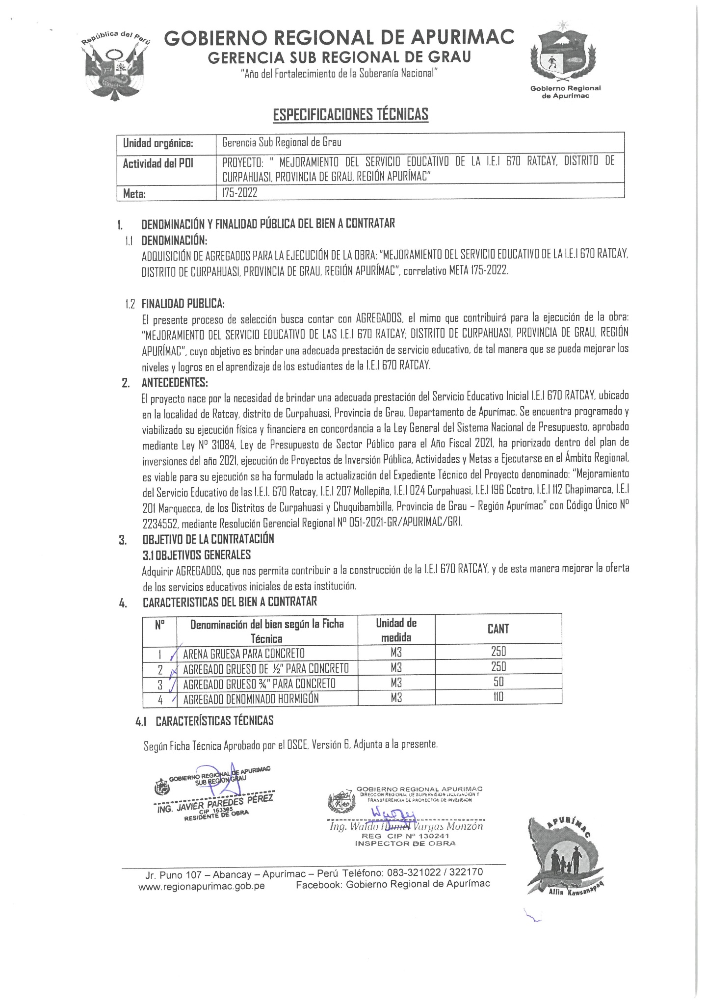 República del Perú
GOBIERNO REGIONAL DE APURIMAC
GERENCIA SUB REGIONAL DE GRAU
"Año del Fortalecimiento de la Soberanía Nacional"
Gobierno Regional
de Apurímac
ESPECIFICACIONES TÉCNICAS
Unidad orgánica: Gerencia Sub Regional de Grau
Actividad del POI PROYECTO: " MEJORAMIENTO DEL SERVICIO EDUCATIVO DE LA I.E.I 670 RATCAY, DISTRITO DE
CURPAHUASI, PROVINCIA DE GRAU, REGIÓN APURÍMAC"
Meta: 175-2022
1. DENOMINACIÓN Y FINALIDAD PÚBLICA DEL BIEN A CONTRATAR
1.1 DENOMINACIÓN:
ADQUISICIÓN DE AGREGADOS PARA LA EJECUCIÓN DE LA OBRA: "MEJORAMIENTO DEL SERVICIO EDUCATIVO DE LA I.E.I 670 RATCAY,
DISTRITO DE CURPAHUASI, PROVINCIA DE GRAU, REGIÓN APURÍMAC", correlativo META 175-2022.
1.2 FINALIDAD PUBLICA:
El presente proceso de selección busca contar con AGREGADOS, el mimo que contribuirá para la ejecución de la obra:
"MEJORAMIENTO DEL SERVICIO EDUCATIVO DE LAS I.E.I 670 RATCAY; DISTRITO DE CURPAHUASI, PROVINCIA DE GRAU, REGIÓN
APURÍMAC", cuyo objetivo es brindar una adecuada prestación de servicio educativo, de tal manera que se pueda mejorar los
niveles y logros en el aprendizaje de los estudiantes de la I.E.I 670 RATCAY.
2. ANTECEDENTES:
El proyecto nace por la necesidad de brindar una adecuada prestación del Servicio Educativo Inicial I.E.I 670 RATCAY, ubicado
en la localidad de Ratcay, distrito de Curpahuasi, Provincia de Grau, Departamento de Apurímac. Se encuentra programado y
viabilizado su ejecución física y financiera en concordancia a la Ley General del Sistema Nacional de Presupuesto, aprobado
mediante Ley Nº 31084, Ley de Presupuesto de Sector Público para el Año Fiscal 2021, ha priorizado dentro del plan de
inversiones del año 2021, ejecución de Proyectos de Inversión Pública, Actividades y Metas a Ejecutarse en el Ámbito Regional,
es viable para su ejecución se ha formulado la actualización del Expediente Técnico del Proyecto denominado: "Mejoramiento
del Servicio Educativo de las I.E.I. 670 Ratcay, I.E.I 207 Mollepiña, I.E.I 024 Curpahuasi, I.E.I 196 Ccotro, I.E.I 112 Chapimarca, I.E.I
201 Marquecca, de los Distritos de Curpahuasi y Chuquibambilla, Provincia de Grau – Región Apurímac" con Código Único Nº
2234552, mediante Resolución Gerencial Regional Nº 051-2021-GR/APURIMAC/GRI.
3. OBJETIVO DE LA CONTRATACIÓN
3.1 OBJETIVOS GENERALES
Adquirir AGREGADOS, que nos permita contribuir a la construcción de la I.E.I 670 RATCAY, y de esta manera mejorar la oferta
de los servicios educativos iniciales de esta institución.
4. CARACTERISTICAS DEL BIEN A CONTRATAR
Nº Denominación del bien según la Ficha Técnica Unidad de medida CANT
1 ARENA GRUESA PARA CONCRETO M3 250
2 AGREGADO GRUESO DE ½" PARA CONCRETO M3 250
3 AGREGADO GRUESO ¾" PARA CONCRETO M3 50
4 AGREGADO DENOMINADO HORMIGÓN M3 110
4.1 CARACTERÍSTICAS TÉCNICAS
Según Ficha Técnica Aprobado por el OSCE, Versión 6, Adjunta a la presente.
GOBIERNO REGIONAL DE APURIMAC
SUB REGION GRAU
ING. JAVIER PAREDES PÉREZ
CIP 163385
RESIDENTE DE OBRA
GOBIERNO REGIONAL APURIMAC
DIRECCION REGIONAL DE SUPERVISION LIQUIDACION Y
TRANSFERENCIA DE PROYECTOS DE INVERSION
Ing. Waldo Hamel Vargas Monzón
REG CIP Nº 130241
INSPECTOR DE OBRA
APURÍMAC
Allin Kawsanapaq
Jr. Puno 107 – Abancay – Apurímac – Perú Teléfono: 083-321022 / 322170
www.regionapurimac.gob.pe Facebook: Gobierno Regional de Apurímac